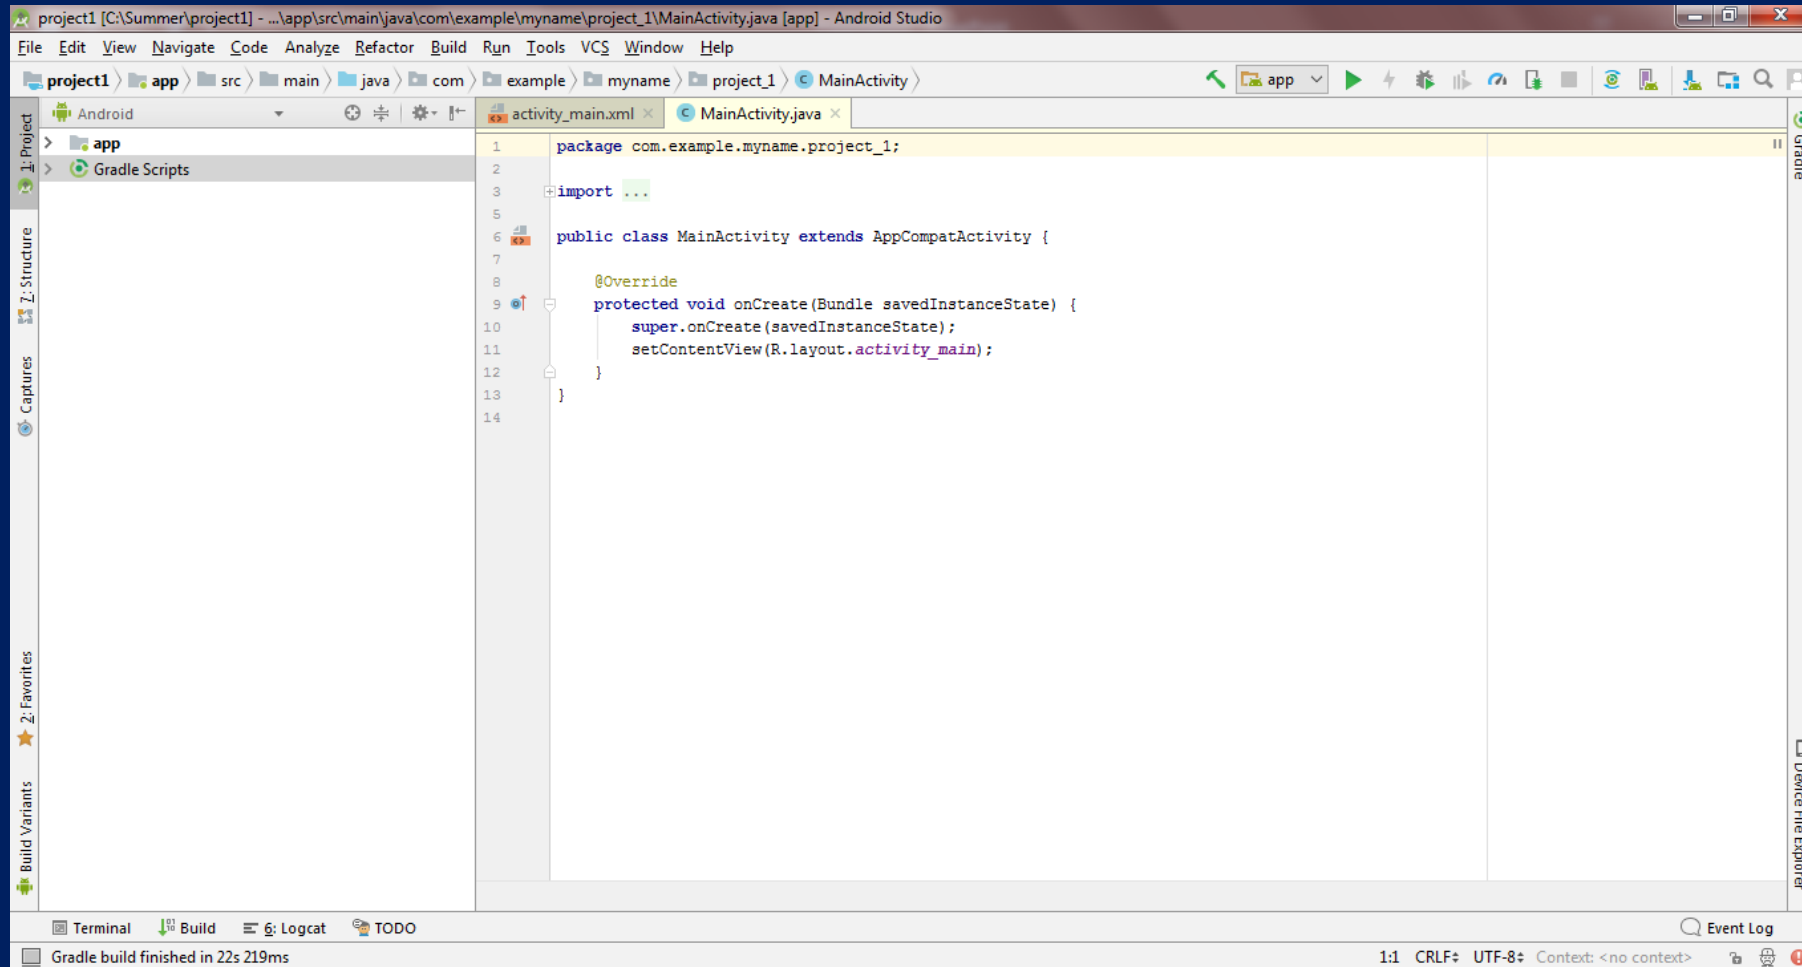 project1 [C:\Summer\project1] - ...\app\src\main\java\com\example\myname\project_1\MainActivity.java [app] - Android Studio
File Edit View Navigate Code Analyze Refactor Build Run Tools VCS Window Help
project1 app src main java com example myname project_1 MainActivity app
Android
activity_main.xml MainActivity.java
1: Project
7: Structure
Captures
2: Favorites
Build Variants
app
Gradle Scripts
1 package com.example.myname.project_1;
2
3 import ...
5
6 public class MainActivity extends AppCompatActivity {
7
8 @Override
9 protected void onCreate(Bundle savedInstanceState) {
10 super.onCreate(savedInstanceState);
11 setContentView(R.layout.activity_main);
12 }
13 }
14
Gradle
Device File Explorer
Terminal Build 6: Logcat TODO Event Log
Gradle build finished in 22s 219ms 1:1 CRLF UTF-8 Context: <no context>